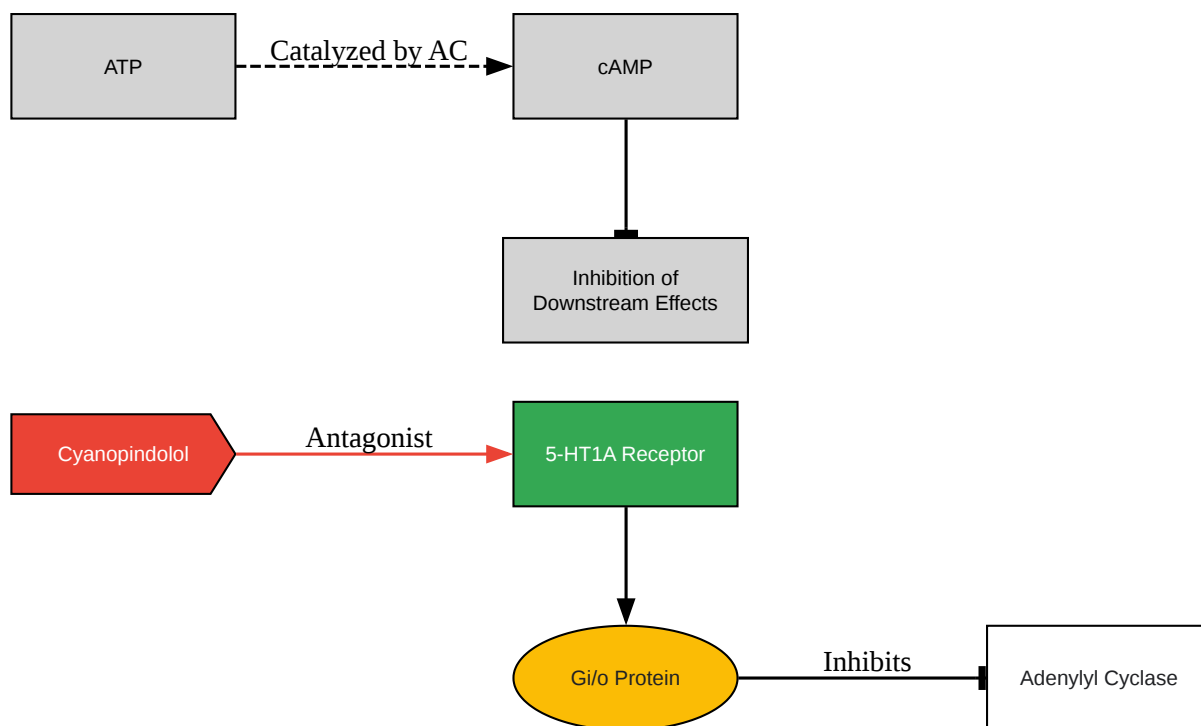 ATP
Catalyzed by AC
cAMP
Inhibition of
Downstream Effects
Cyanopindolol
Antagonist
5-HT1A Receptor
Gi/o Protein
Inhibits
Adenylyl Cyclase